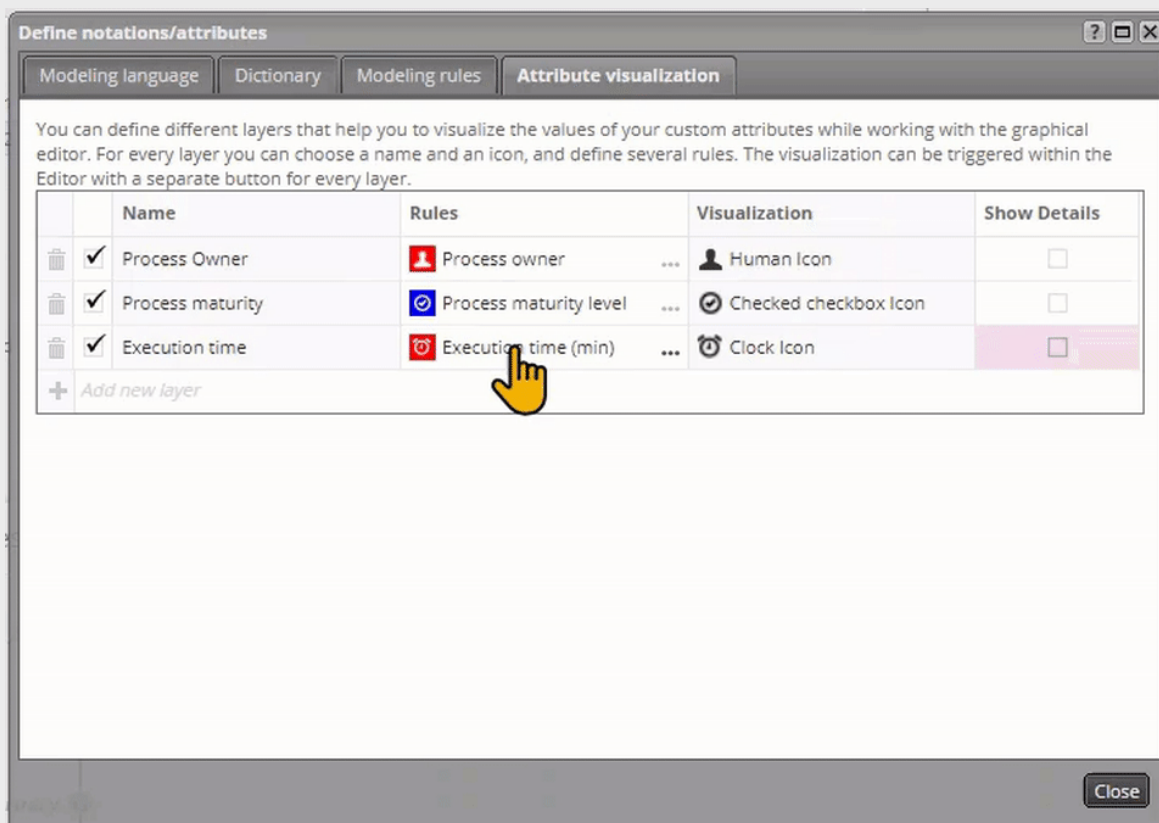 Define notations/attributes
Modeling language Dictionary Modeling rules Attribute visualization
You can define different layers that help you to visualize the values of your custom attributes while working with the graphical
editor. For every layer you can choose a name and an icon, and define several rules. The visualization can be triggered within the
Editor with a separate button for every layer.
Name Rules Visualization Show Details
Process Owner Process owner ... Human Icon
Process maturity Process maturity level ... Checked checkbox Icon
Execution time Execution time (min) ... Clock Icon
Add new layer
Close